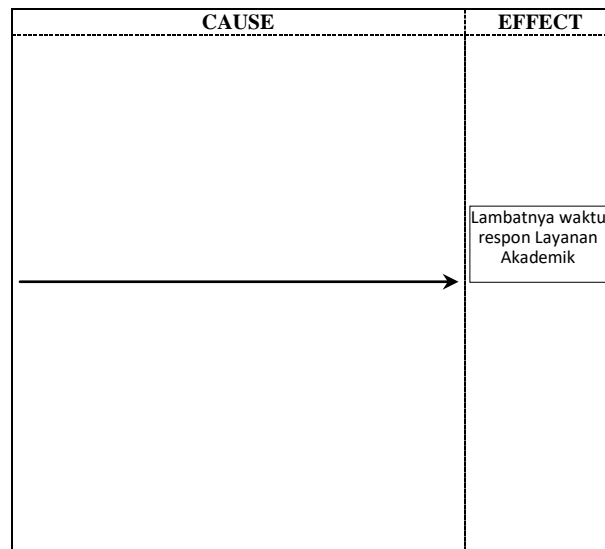 CAUSE
EFFECT
Lambatnya waktu
respon Layanan
Akademik